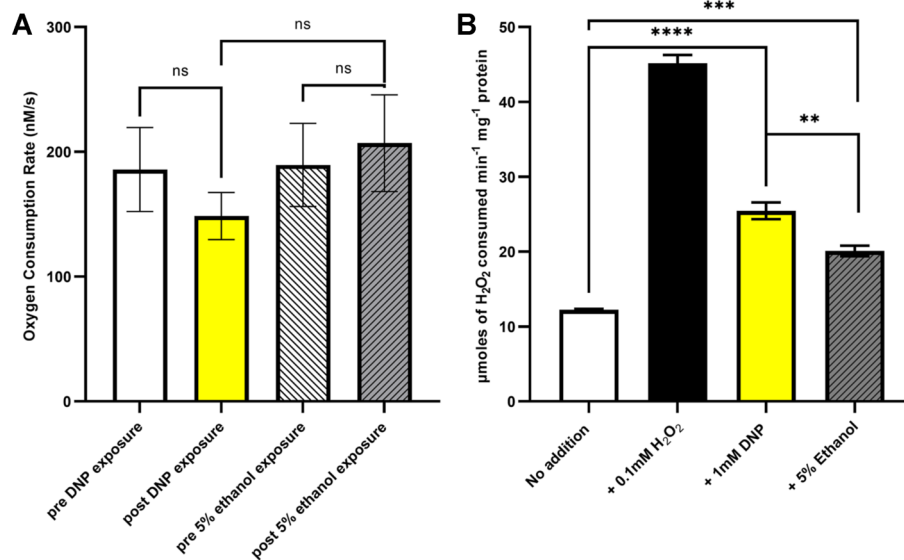 A
300
200
100
0
Oxygen Consumption Rate (nM/s)
ns
ns
ns
pre DNP exposure
post DNP exposure
pre 5% ethanol exposure
post 5% ethanol exposure
B
50
40
30
20
10
0
µmoles of H₂O₂ consumed min⁻¹ mg⁻¹ protein
***
****
**
No addition
+ 0.1mM H₂O₂
+ 1mM DNP
+ 5% Ethanol